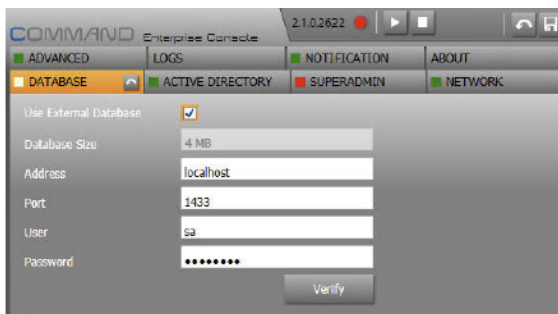 COMMAND Enterprise Console 2.1.0.2622
ADVANCED LOGS NOTIFICATION ABOUT
DATABASE ACTIVE DIRECTORY SUPERADMIN NETWORK
Use External Database
Database Size 4 MB
Address localhost
Port 1433
User sa
Password ••••••••
Verify